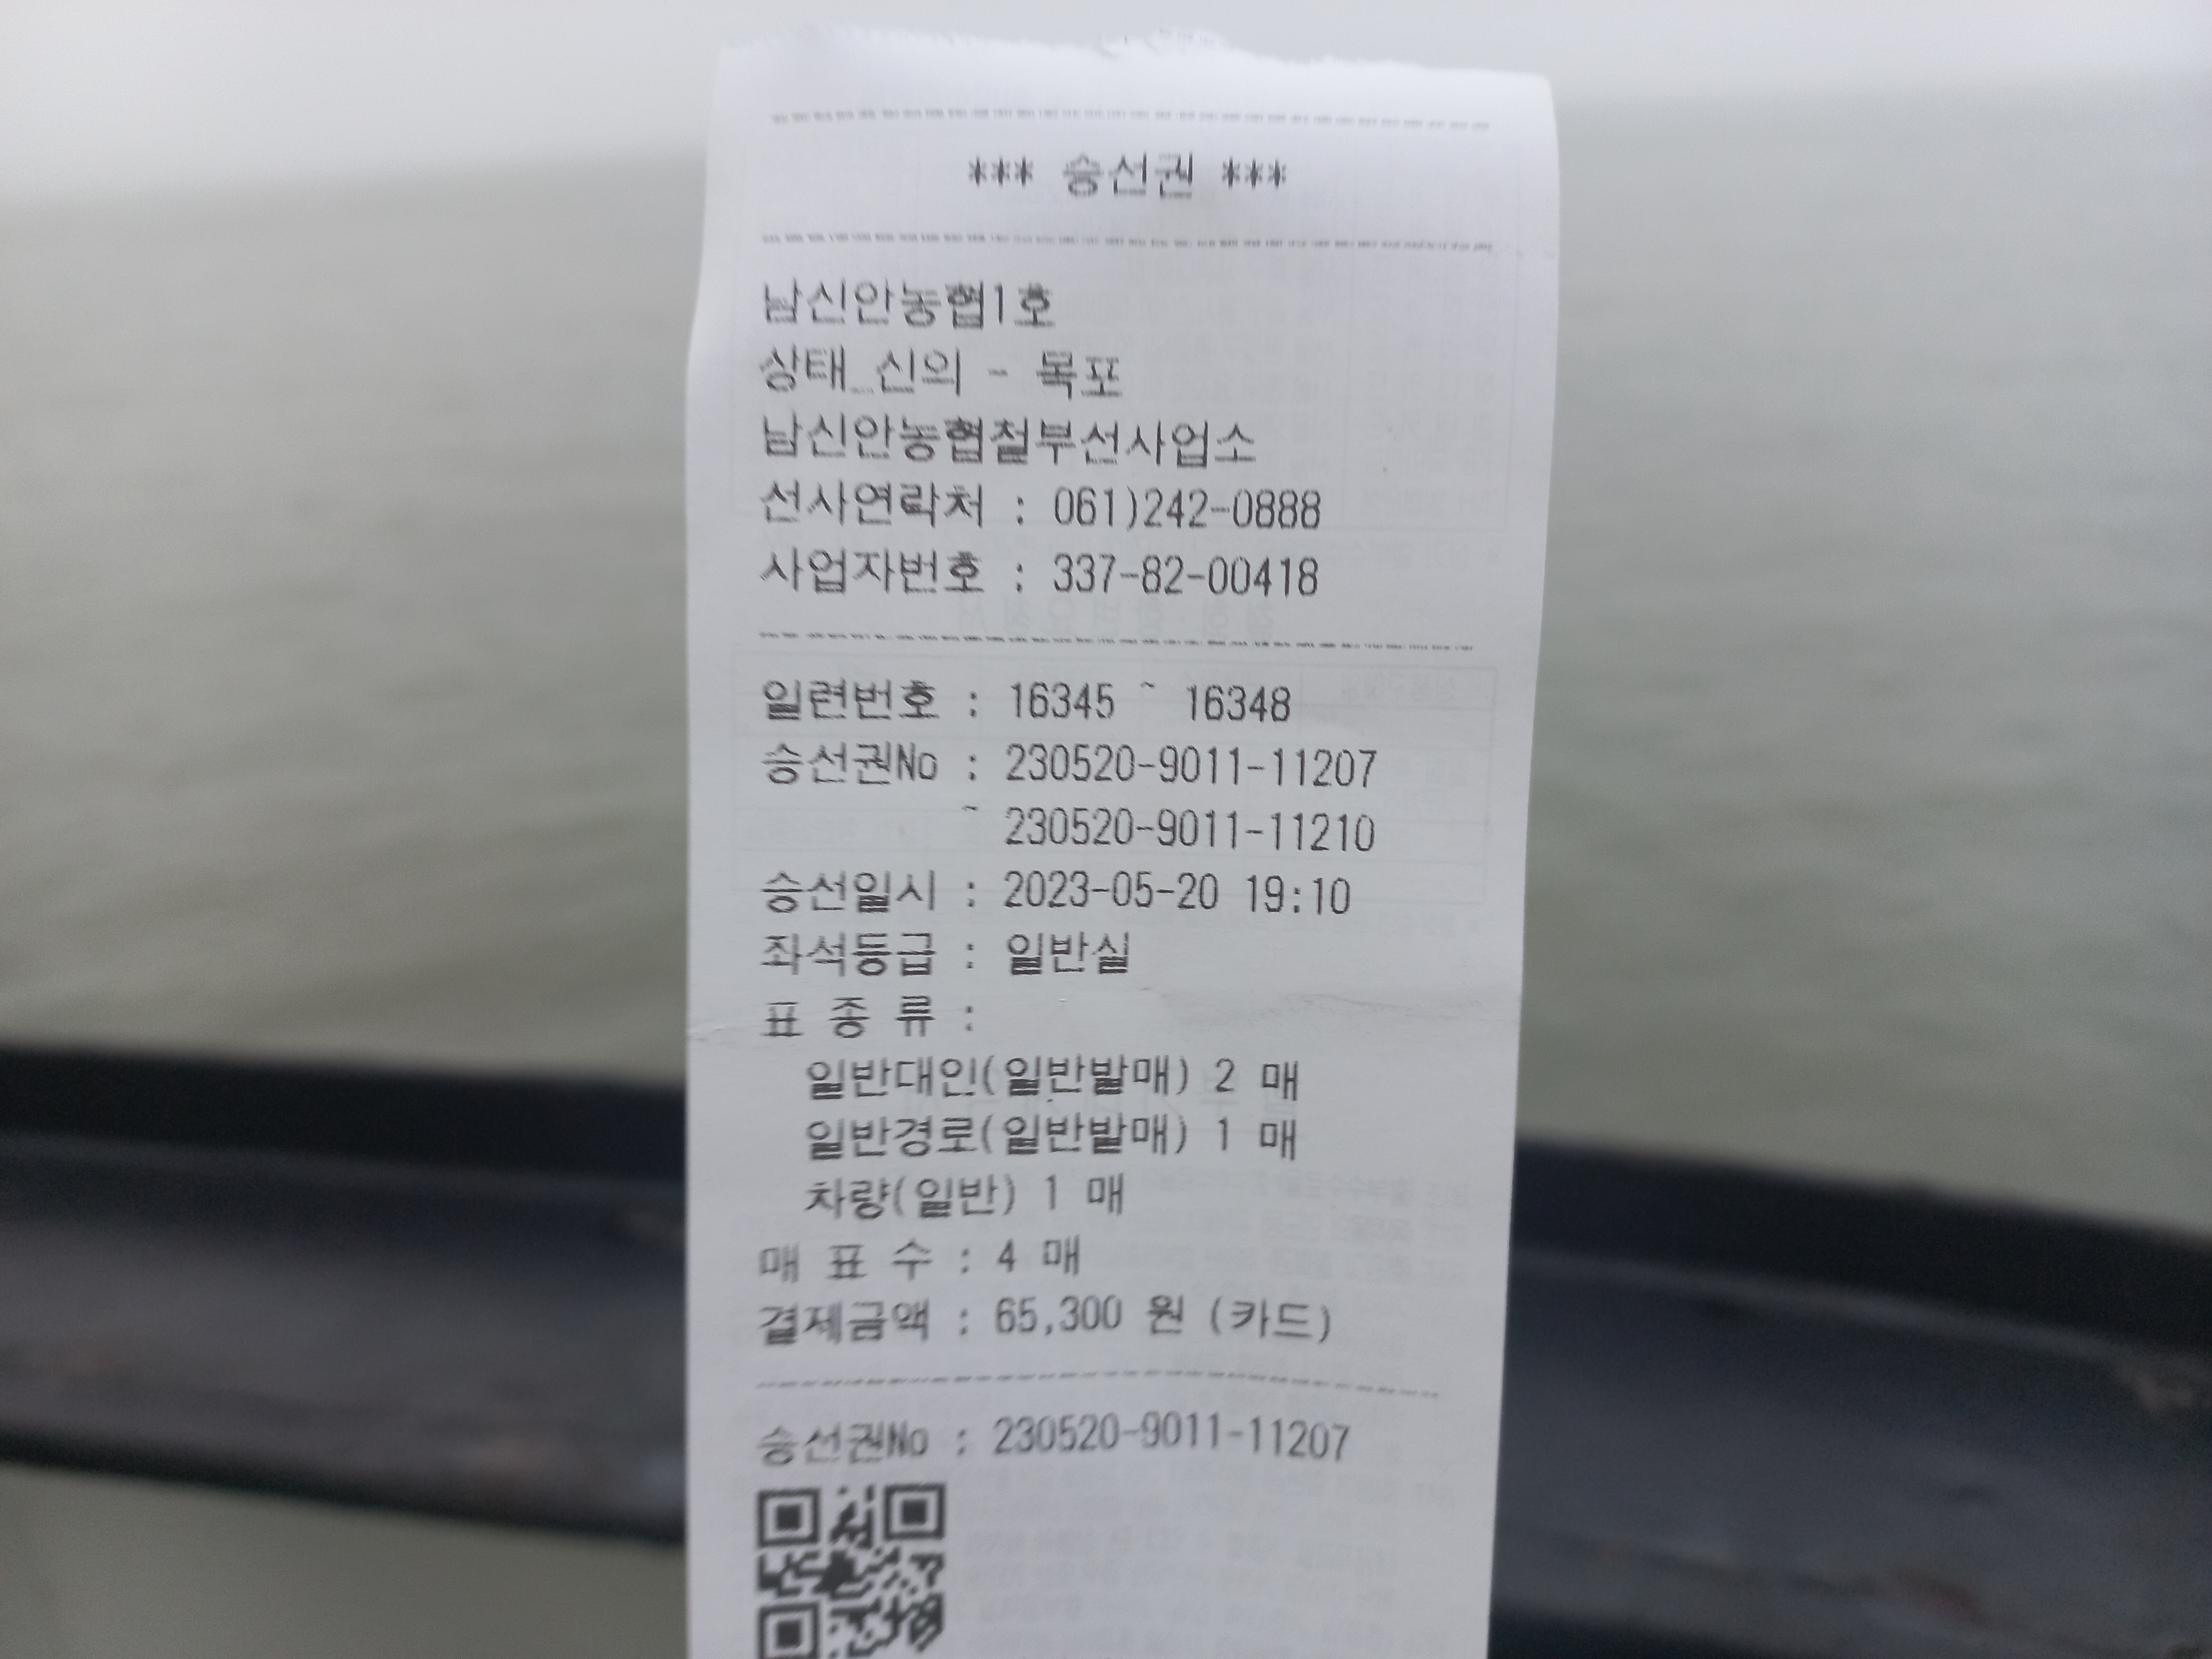 *** 승선권 ***
남신안농협1호
상태_신의 - 목포
남신안농협철부선사업소
선사연락처 : 061)242-0888
사업자번호 : 337-82-00418
일련번호 : 16345 ~ 16348
승선권No : 230520-9011-11207
~ 230520-9011-11210
승선일시 : 2023-05-20 19:10
좌석등급 : 일반실
표 종 류 :
일반대인(일반발매) 2 매
일반경로(일반발매) 1 매
차량(일반) 1 매
매 표 수 : 4 매
결제금액 : 65,300 원 (카드)
승선권No : 230520-9011-11207